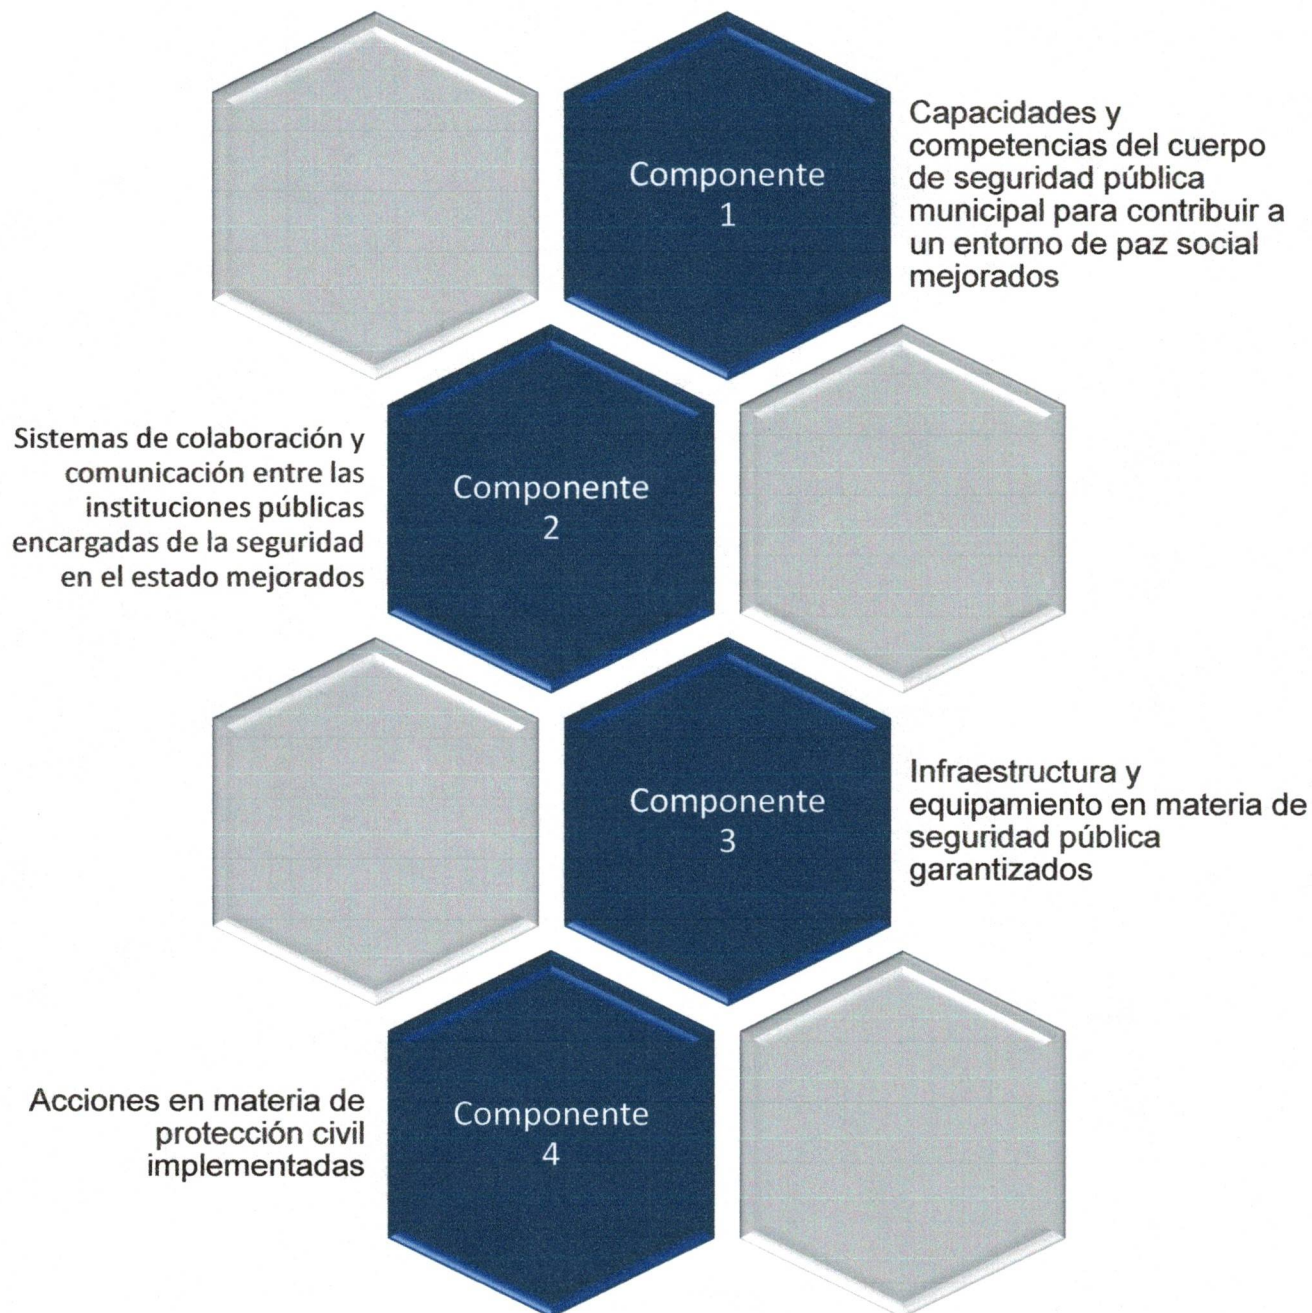 Componente
1
Capacidades y
competencias del cuerpo
de seguridad pública
municipal para contribuir a
un entorno de paz social
mejorados
Sistemas de colaboración y
comunicación entre las
instituciones públicas
encargadas de la seguridad
en el estado mejorados
Componente
2
Componente
3
Infraestructura y
equipamiento en materia de
seguridad pública
garantizados
Acciones en materia de
protección civil
implementadas
Componente
4